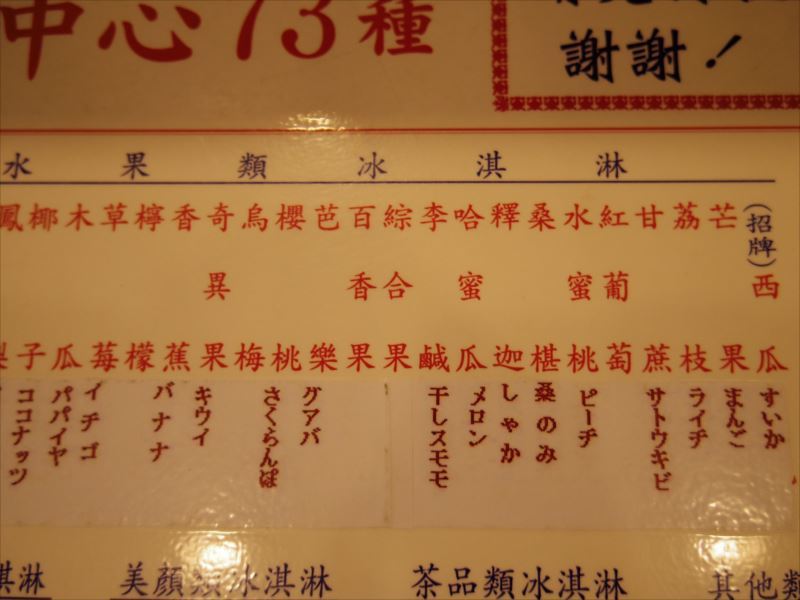 中心73種
謝謝！
水果類冰淇淋
(招牌)西瓜
芒果
荔枝
甘蔗
紅葡萄
水蜜桃
桑椹
釋迦
哈蜜瓜
李鹹
綜合果
百香果
芭樂
櫻桃
烏梅
奇異果
香蕉
檸檬
草莓
木瓜
椰子
鳳梨
すいか
まんご
ライチ
サトウキビ
ピーチ
桑のみ
しゃか
メロン
干しスモモ
グアバ
さくらんぽ
キウイ
バナナ
イチゴ
パパイヤ
ココナッツ
淇淋
美顏類冰淇淋
茶品類冰淇淋
其他類